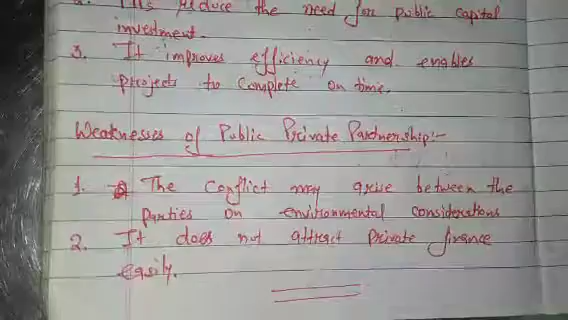 reduce the need for public capital
investment.
3. It improves efficiency and enables
projects to complete on time.
Weaknesses of Public Private Partnership:-
1. The Conflict may arise between the
parties on environmental considerations
2. It does not attract private finance
easily.